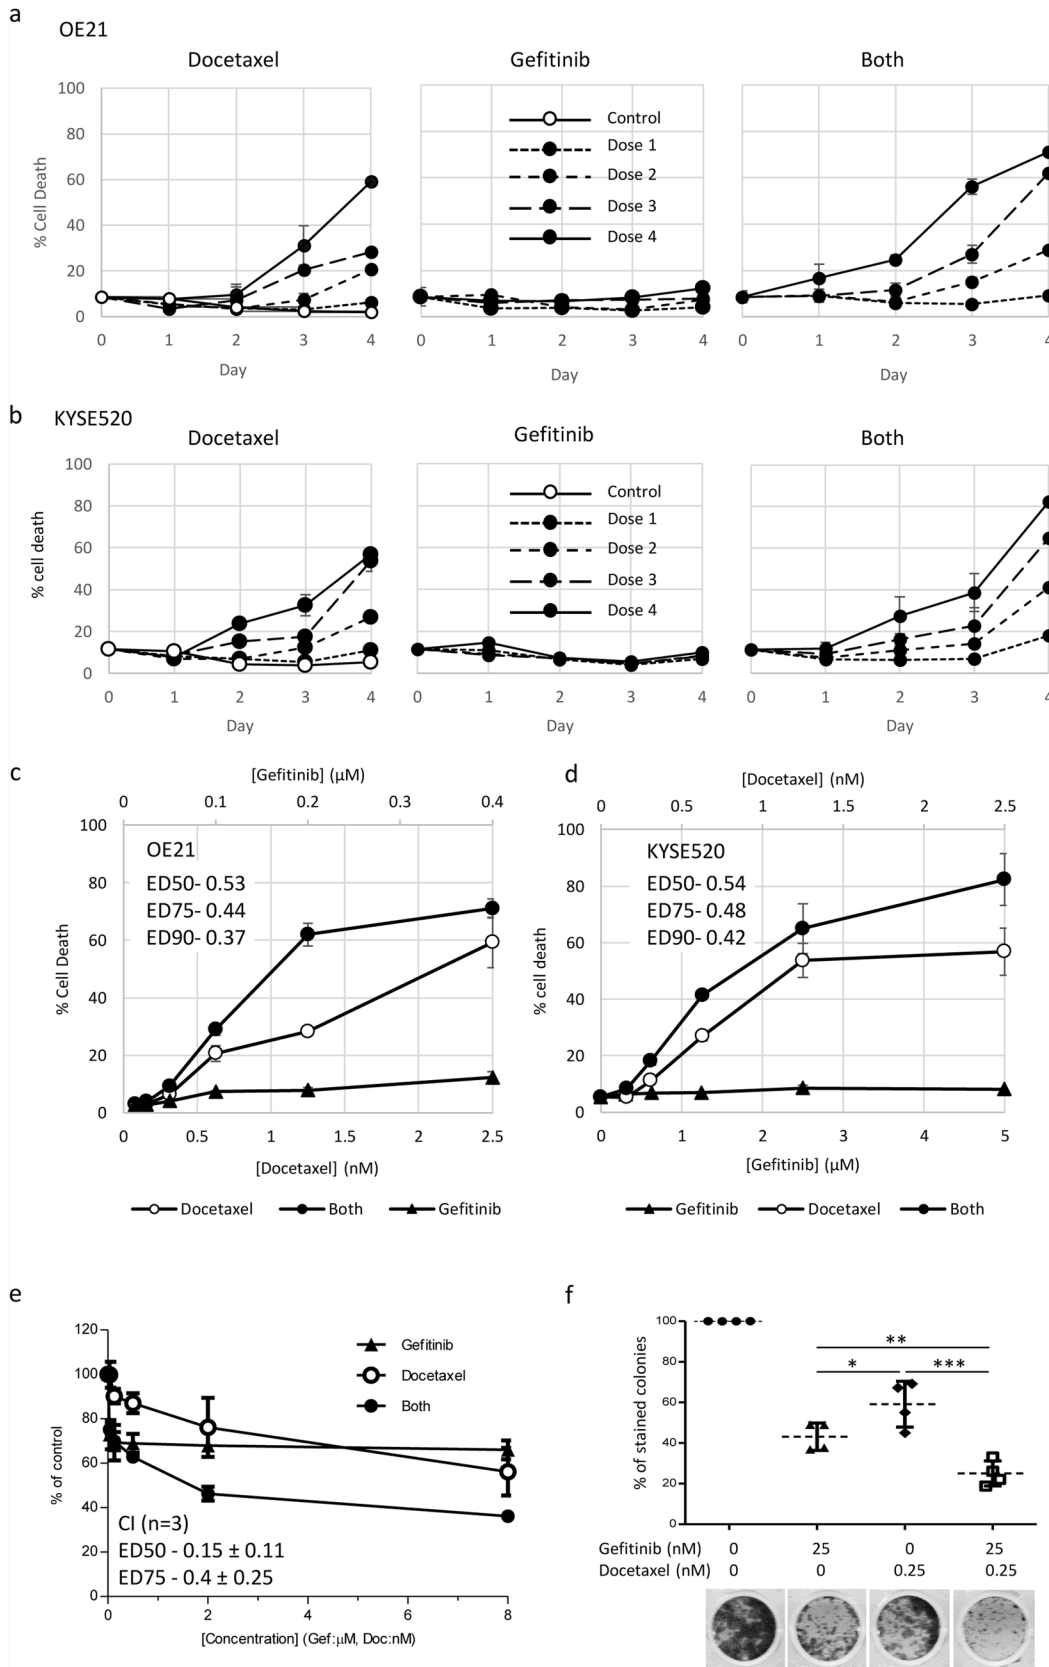 a
OE21
Docetaxel
Gefitinib
Both
100
80
60
40
20
0
% Cell Death
Control
Dose 1
Dose 2
Dose 3
Dose 4
0 1 2 3 4
0 1 2 3 4
0 1 2 3 4
Day
Day
Day
b
KYSE520
Docetaxel
Gefitinib
Both
100
80
60
40
20
0
% cell death
Control
Dose 1
Dose 2
Dose 3
Dose 4
0 1 2 3 4
0 1 2 3 4
0 1 2 3 4
Day
Day
Day
c
[Gefitinib] (µM)
0 0.1 0.2 0.3 0.4
100
80
60
40
20
0
% Cell Death
OE21
ED50- 0.53
ED75- 0.44
ED90- 0.37
0 0.5 1 1.5 2 2.5
[Docetaxel] (nM)
Docetaxel Both Gefitinib
d
[Docetaxel] (nM)
0 0.5 1 1.5 2 2.5
100
80
60
40
20
0
% cell death
KYSE520
ED50- 0.54
ED75- 0.48
ED90- 0.42
0 1 2 3 4 5
[Gefitinib] (µM)
Gefitinib Docetaxel Both
e
120
100
80
60
40
20
0
% of control
Gefitinib
Docetaxel
Both
CI (n=3)
ED50 - 0.15 ± 0.11
ED75 - 0.4 ± 0.25
0 2 4 6 8
[Concentration] (Gef:µM, Doc:nM)
f
100
80
60
40
20
0
% of stained colonies
**
* ***
Gefitinib (nM) 0 25 0 25
Docetaxel (nM) 0 0 0.25 0.25